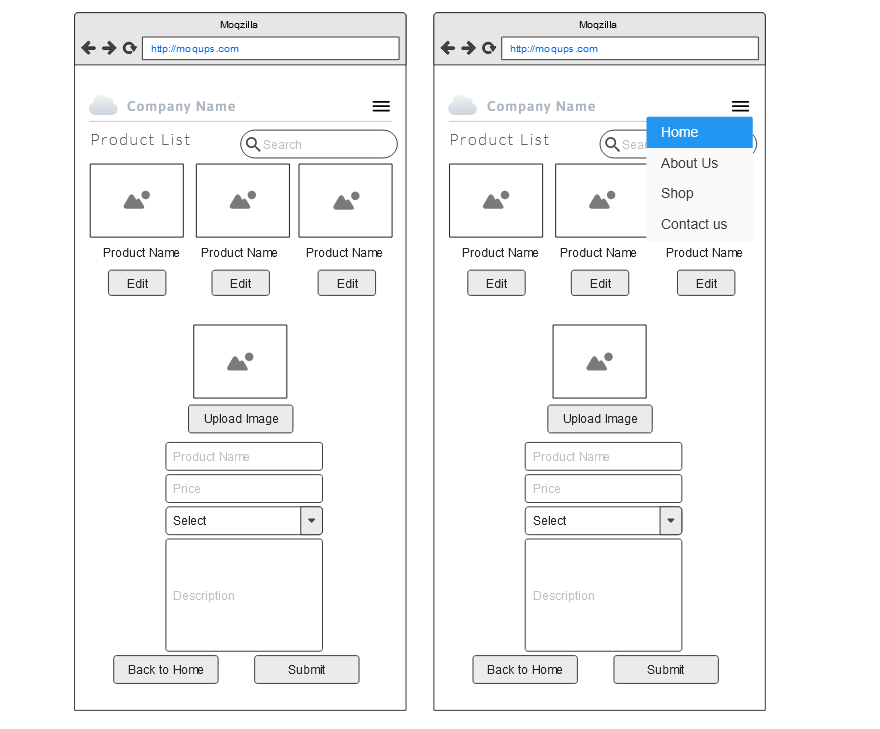 Moqzilla
http://moqups.com
Company Name
Product List
Search
Product Name Product Name Product Name
Edit Edit Edit
Upload Image
Product Name
Price
Select
Description
Back to Home Submit
Moqzilla
http://moqups.com
Company Name
Home
Product List
Sea
About Us
Shop
Contact us
Product Name Product Name Product Name
Edit Edit Edit
Upload Image
Product Name
Price
Select
Description
Back to Home Submit